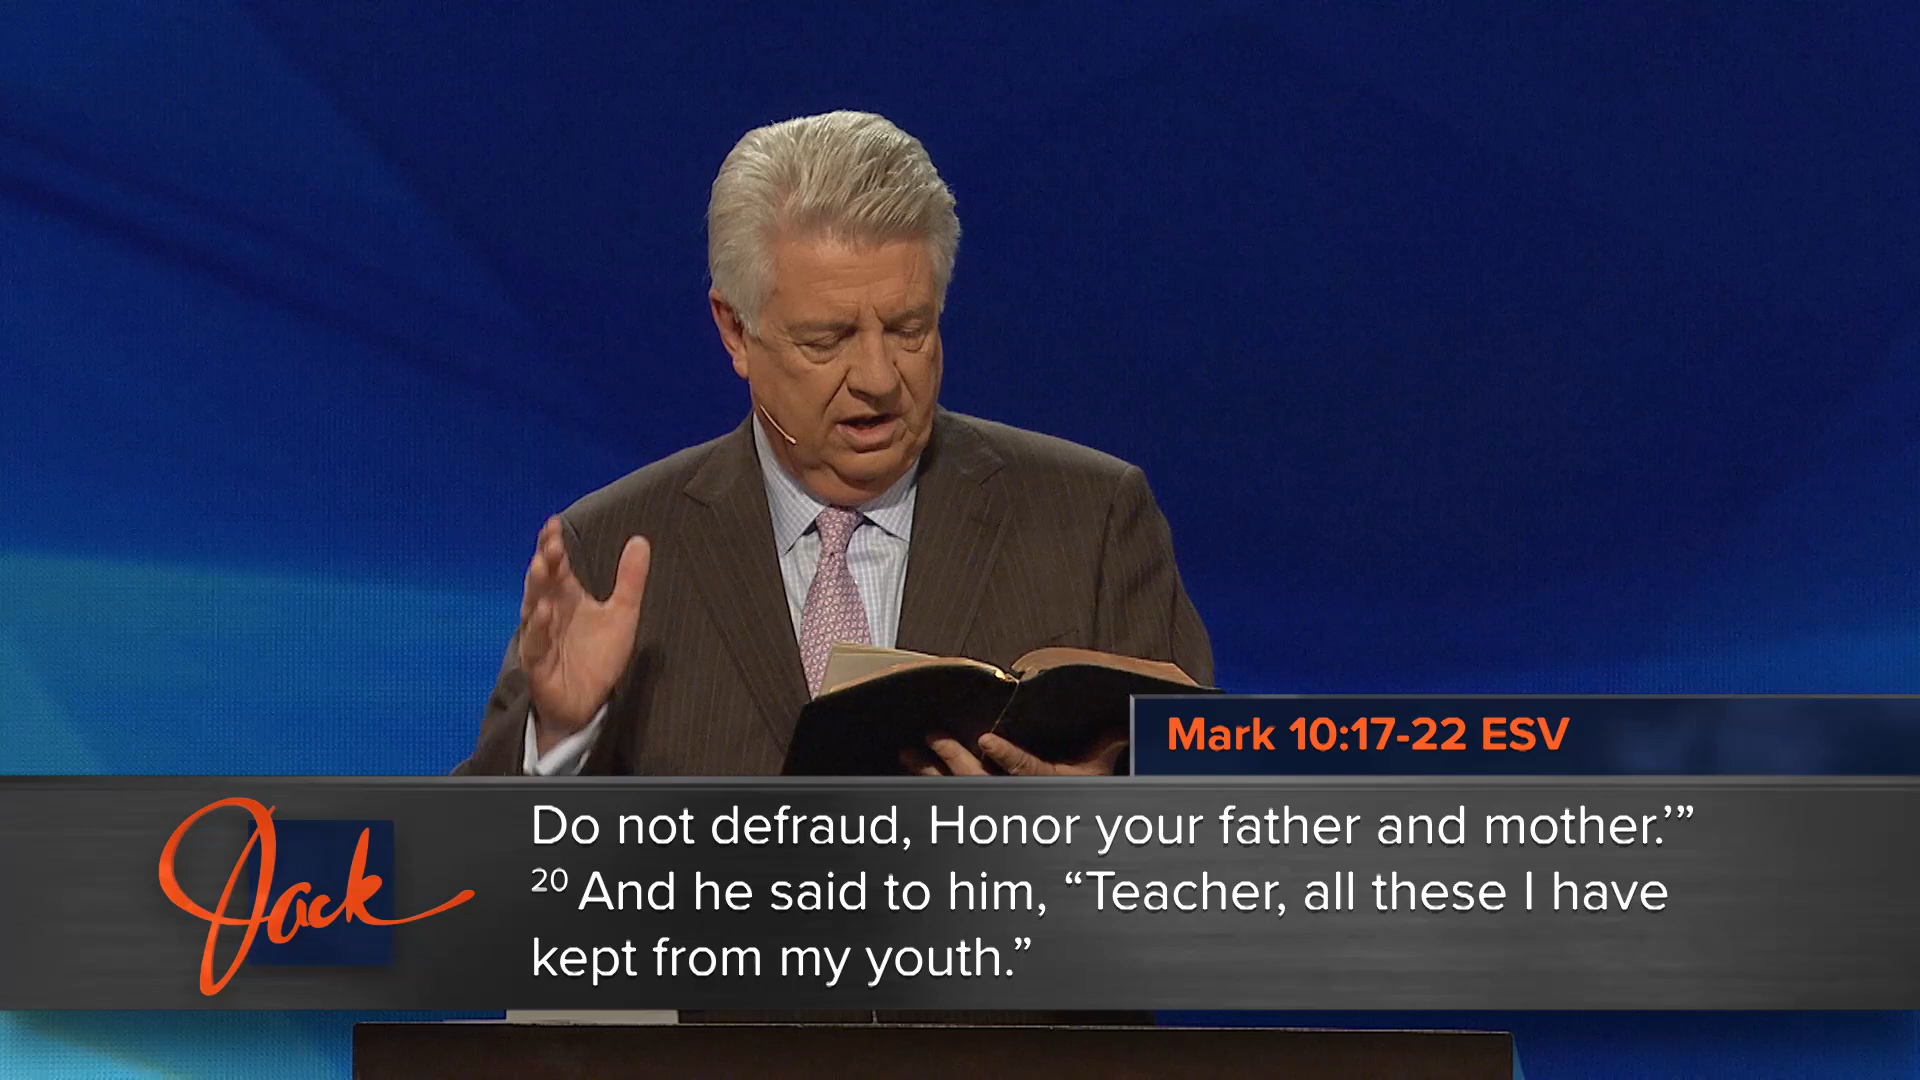 Mark 10:17-22 ESV
Jack
Do not defraud, Honor your father and mother.’”
20 And he said to him, “Teacher, all these I have
kept from my youth.”